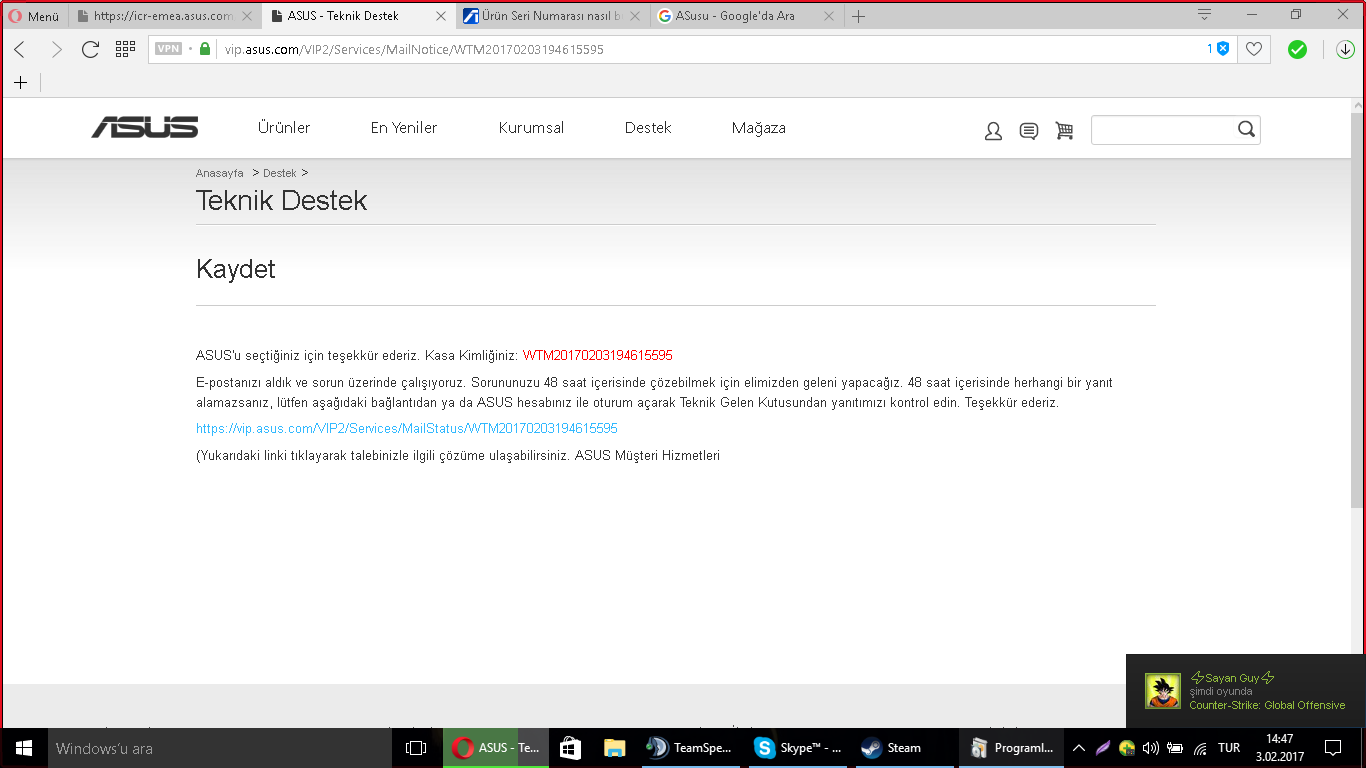 Menü
https://icr-emea.asus.com
ASUS - Teknik Destek
Ürün Seri Numarası nasıl b
ASusu - Google'da Ara
VPN
vip.asus.com/VIP2/Services/MailNotice/WTM20170203194615595
1
ASUS
Ürünler
En Yeniler
Kurumsal
Destek
Mağaza
Anasayfa > Destek >
Teknik Destek
Kaydet
ASUS'u seçtiğiniz için teşekkür ederiz. Kasa Kimliğiniz: WTM20170203194615595
E-postanızı aldık ve sorun üzerinde çalışıyoruz. Sorununuzu 48 saat içerisinde çözebilmek için elimizden geleni yapacağız. 48 saat içerisinde herhangi bir yanıt
alamazsanız, lütfen aşağıdaki bağlantıdan ya da ASUS hesabınız ile oturum açarak Teknik Gelen Kutusundan yanıtımızı kontrol edin. Teşekkür ederiz.
https://vip.asus.com/VIP2/Services/MailStatus/WTM20170203194615595
(Yukarıdaki linki tıklayarak talebinizle ilgili çözüme ulaşabilirsiniz. ASUS Müşteri Hizmetleri
⚡Sayan Guy⚡
şimdi oyunda
Counter-Strike: Global Offensive
Windows'u ara
ASUS - Te...
TeamSpe...
Skype™ - ...
Steam
Programl...
TUR
14:47
3.02.2017